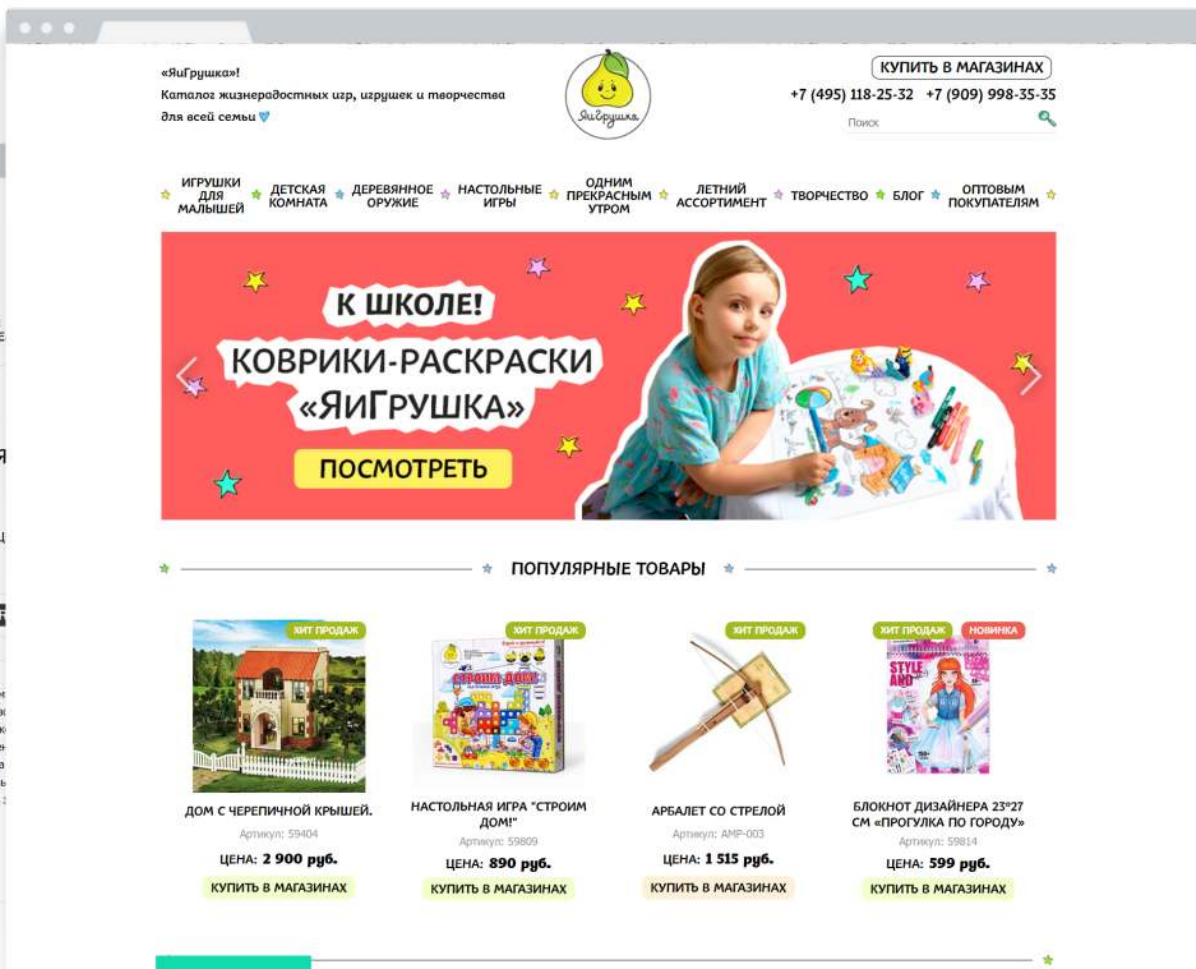 «ЯиГрушка»!
Каталог жизнерадостных игр, игрушек и творчества
для всей семьи
ЯиГрушка
КУПИТЬ В МАГАЗИНАХ
+7 (495) 118-25-32 +7 (909) 998-35-35
Поиск
ИГРУШКИ
ДЛЯ
МАЛЫШЕЙ
ДЕТСКАЯ
КОМНАТА
ДЕРЕВЯННОЕ
ОРУЖИЕ
НАСТОЛЬНЫЕ
ИГРЫ
ОДНИМ
ПРЕКРАСНЫМ
УТРОМ
ЛЕТНИЙ
АССОРТИМЕНТ
ТВОРЧЕСТВО
БЛОГ
ОПТОВЫМ
ПОКУПАТЕЛЯМ
К ШКОЛЕ!
КОВРИКИ-РАСКРАСКИ
«ЯиГРУШКА»
ПОСМОТРЕТЬ
ПОПУЛЯРНЫЕ ТОВАРЫ
ХИТ ПРОДАЖ
ДОМ С ЧЕРЕПИЧНОЙ КРЫШЕЙ.
Артикул: 59404
ЦЕНА: 2 900 руб.
КУПИТЬ В МАГАЗИНАХ
ХИТ ПРОДАЖ
СТРОИМ ДОМ!
НАСТОЛЬНАЯ ИГРА "СТРОИМ
ДОМ!"
Артикул: 59809
ЦЕНА: 890 руб.
КУПИТЬ В МАГАЗИНАХ
ХИТ ПРОДАЖ
АРБАЛЕТ СО СТРЕЛОЙ
Артикул: AMP-003
ЦЕНА: 1 515 руб.
КУПИТЬ В МАГАЗИНАХ
ХИТ ПРОДАЖ НОВИНКА
STYLE
БЛОКНОТ ДИЗАЙНЕРА 23*27
СМ «ПРОГУЛКА ПО ГОРОДУ»
Артикул: 59814
ЦЕНА: 599 руб.
КУПИТЬ В МАГАЗИНАХ